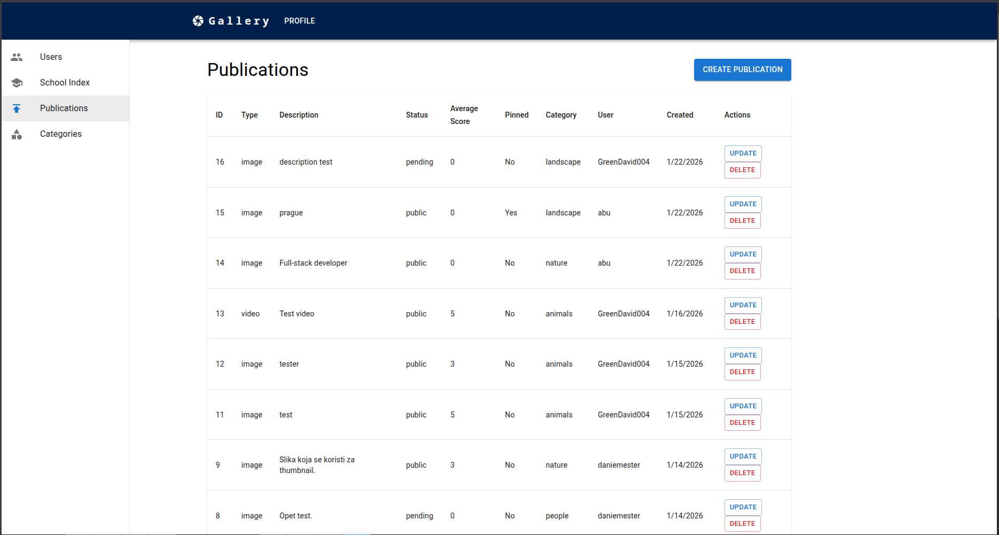 Gallery PROFILE
Users
School Index
Publications
Categories
Publications CREATE PUBLICATION
ID Type Description Status Average Score Pinned Category User Created Actions
16 image description test pending 0 No landscape GreenDavid004 1/22/2026 UPDATE
DELETE
15 image prague public 0 Yes landscape abu 1/22/2026 UPDATE
DELETE
14 image Full-stack developer public 0 No nature abu 1/22/2026 UPDATE
DELETE
13 video Test video public 5 No animals GreenDavid004 1/16/2026 UPDATE
DELETE
12 image tester public 3 No animals GreenDavid004 1/15/2026 UPDATE
DELETE
11 image test public 5 No animals GreenDavid004 1/15/2026 UPDATE
DELETE
9 image Slika koja se koristi za thumbnail. public 3 No nature daniemester 1/14/2026 UPDATE
DELETE
8 image Opet test. pending 0 No people daniemester 1/14/2026 UPDATE
DELETE